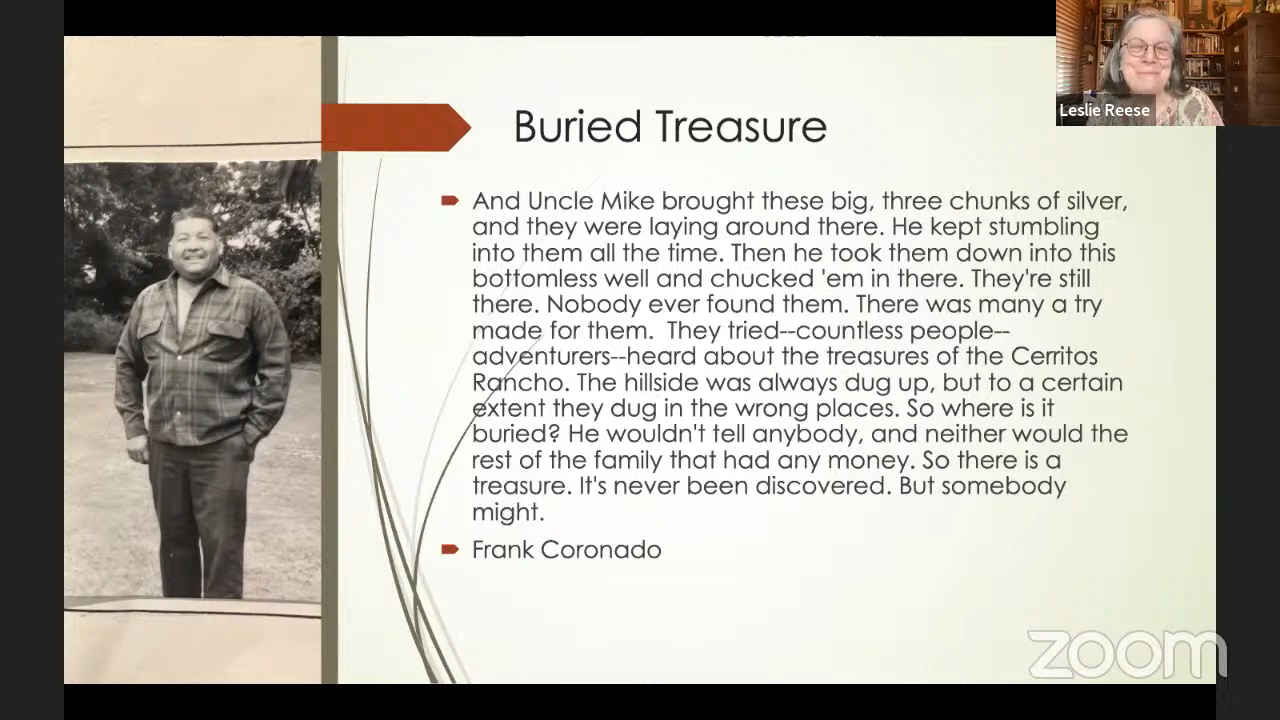 Leslie Reese
Buried Treasure
And Uncle Mike brought these big, three chunks of silver,
and they were laying around there. He kept stumbling
into them all the time. Then he took them down into this
bottomless well and chucked 'em in there. They're still
there. Nobody ever found them. There was many a try
made for them.  They tried--countless people--
adventurers--heard about the treasures of the Cerritos
Rancho. The hillside was always dug up, but to a certain
extent they dug in the wrong places. So where is it
buried? He wouldn't tell anybody, and neither would the
rest of the family that had any money. So there is a
treasure. It's never been discovered. But somebody
might.
Frank Coronado
zoom